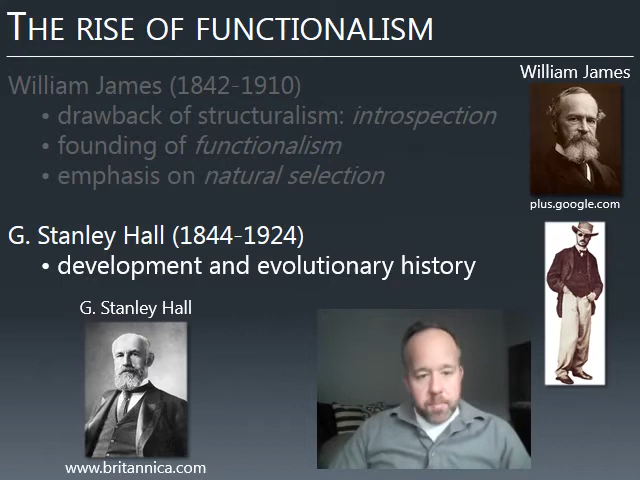 THE RISE OF FUNCTIONALISM
William James (1842-1910)
• drawback of structuralism: introspection
• founding of functionalism
• emphasis on natural selection
William James
plus.google.com
G. Stanley Hall (1844-1924)
• development and evolutionary history
G. Stanley Hall
www.britannica.com